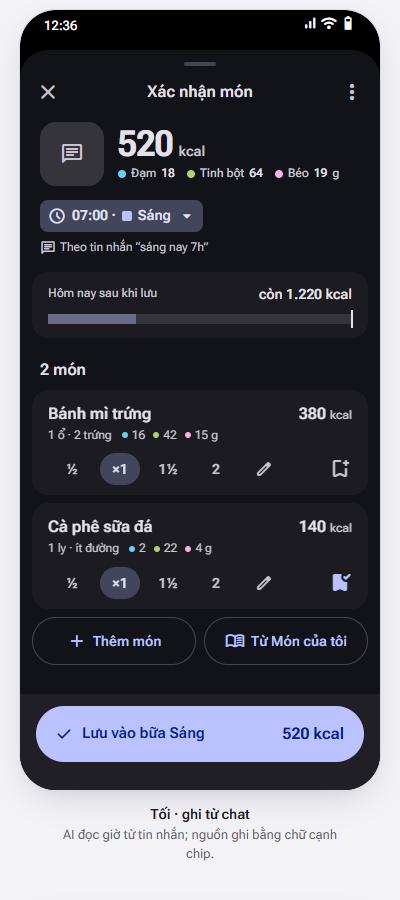 12:36
Xác nhận món
520 kcal
Đạm 18 Tinh bột 64 Béo 19 g
07:00 · Sáng
Theo tin nhắn “sáng nay 7h”
Hôm nay sau khi lưu còn 1.220 kcal
2 món
Bánh mì trứng 380 kcal
1 ổ · 2 trứng 16 42 15 g
½ ×1 1½ 2
Cà phê sữa đá 140 kcal
1 ly · ít đường 2 22 4 g
½ ×1 1½ 2
Thêm món Từ Món của tôi
Lưu vào bữa Sáng 520 kcal
Tối · ghi từ chat
AI đọc giờ từ tin nhắn; nguồn ghi bằng chữ cạnh
chip.